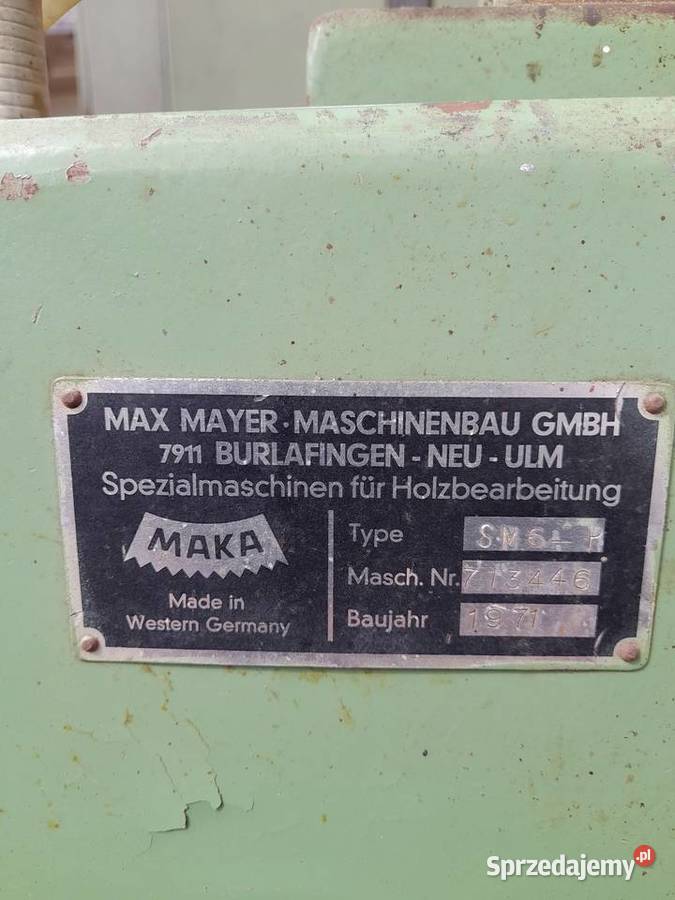 MAX MAYER·MASCHINENBAU GMBH
7911 BURLAFINGEN - NEU - ULM
Spezialmaschinen für Holzbearbeitung
MAKA
Made in
Western Germany
Type SM6-
Masch. Nr. 713446
Baujahr 1971
Sprzedajemy.pl